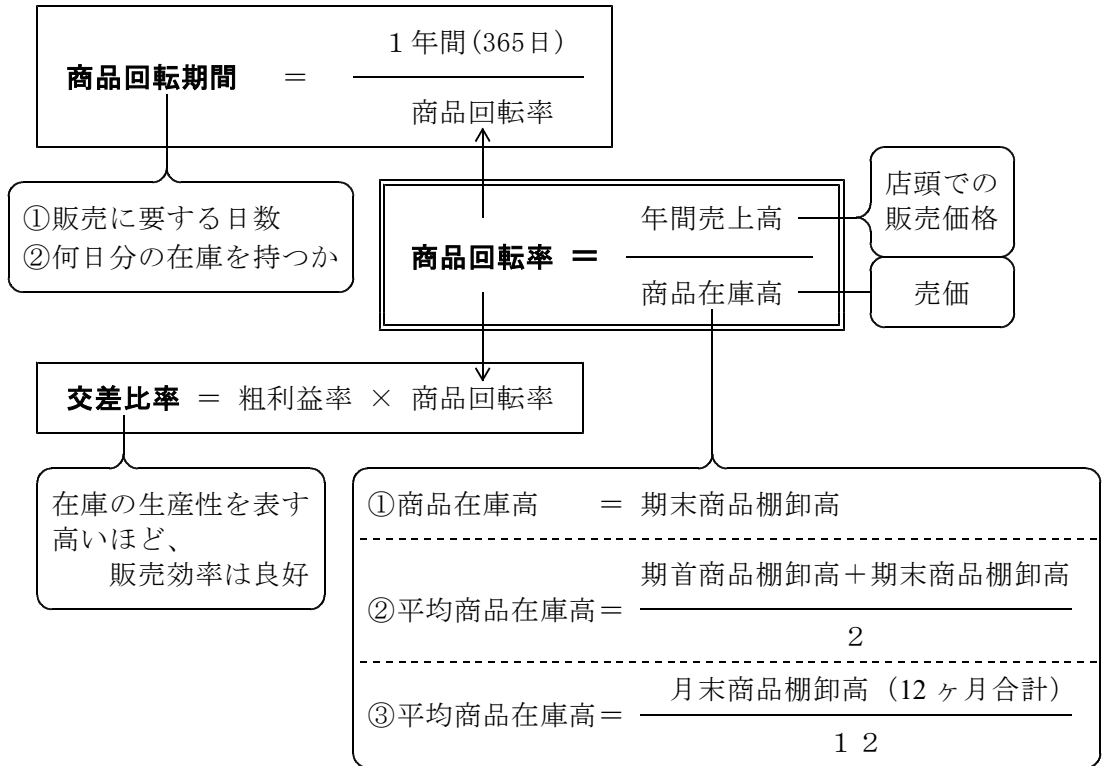 １年間(365日)
商品回転期間 ＝
商品回転率
①販売に要する日数
②何日分の在庫を持つか
年間売上高
商品回転率 ＝
商品在庫高
店頭での
販売価格
売価
交差比率 ＝ 粗利益率 × 商品回転率
在庫の生産性を表す
高いほど、
販売効率は良好
①商品在庫高 ＝ 期末商品棚卸高
期首商品棚卸高＋期末商品棚卸高
②平均商品在庫高＝
２
月末商品棚卸高（12 ヶ月合計）
③平均商品在庫高＝
１２